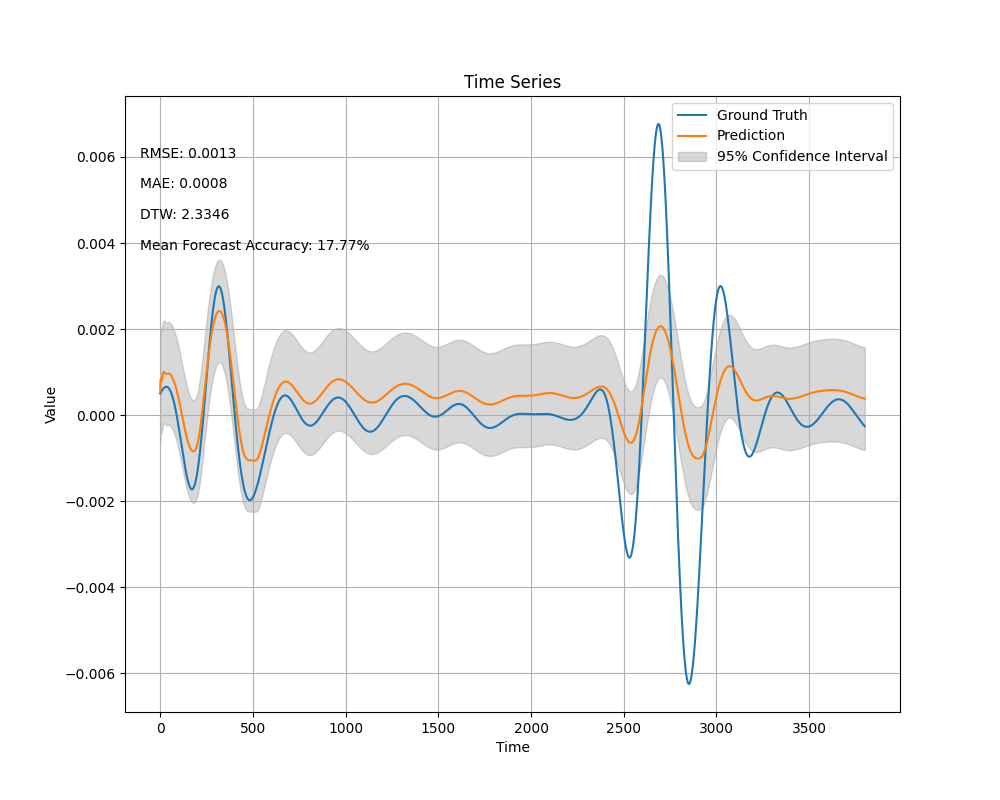 Time Series
Ground Truth
Prediction
95% Confidence Interval
RMSE: 0.0013
MAE: 0.0008
DTW: 2.3346
Mean Forecast Accuracy: 17.77%
0.006
0.004
0.002
0.000
−0.002
−0.004
−0.006
Value
0 500 1000 1500 2000 2500 3000 3500
Time